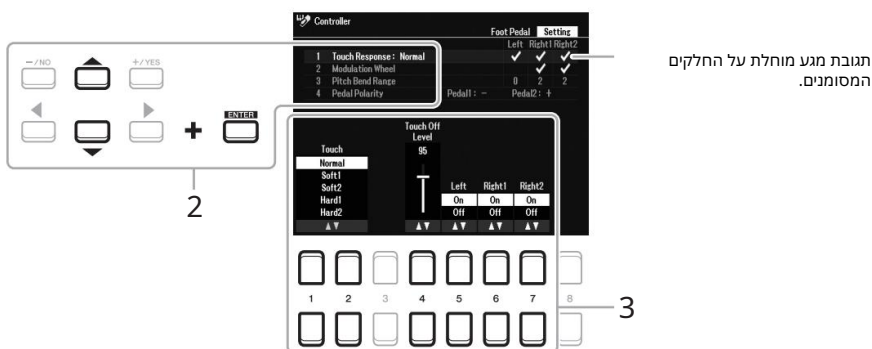 Controller
Foot Pedal Setting
Left Right1 Right2
1 Touch Response : Normal
2 Modulation Wheel
3 Pitch Bend Range 0 2 2
4 Pedal Polarity Pedal1 : − Pedal2 : +
תגובת מגע מוחלת על החלקים
המסומנים.
−/NO +/YES
+ ENTER
2
Touch Off
Level
Touch 95
Normal
Soft1
Soft2 Left Right1 Right2
Hard1 On On On
Hard2 Off Off Off
1 2 3 4 5 6 7 8
3